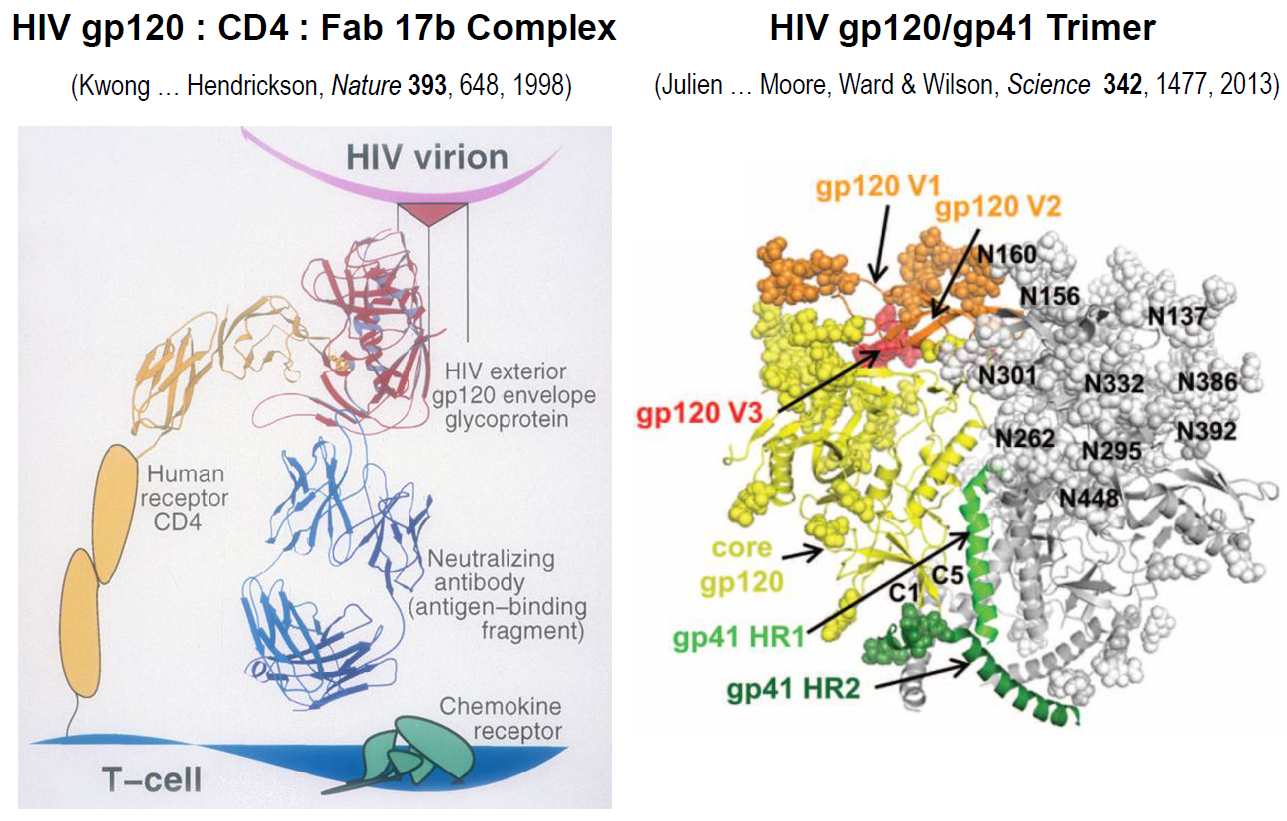 HIV gp120 : CD4 : Fab 17b Complex
(Kwong … Hendrickson, Nature 393, 648, 1998)
HIV virion
HIV exterior
gp120 envelope
glycoprotein
Human
receptor
CD4
Neutralizing
antibody
(antigen–binding
fragment)
Chemokine
receptor
T–cell
HIV gp120/gp41 Trimer
(Julien … Moore, Ward & Wilson, Science 342, 1477, 2013)
gp120 V1
gp120 V2
N160
N156
N137
gp120 V3
N301
N332
N386
N262
N295
N392
N448
core
gp120
C5
C1
gp41 HR1
gp41 HR2